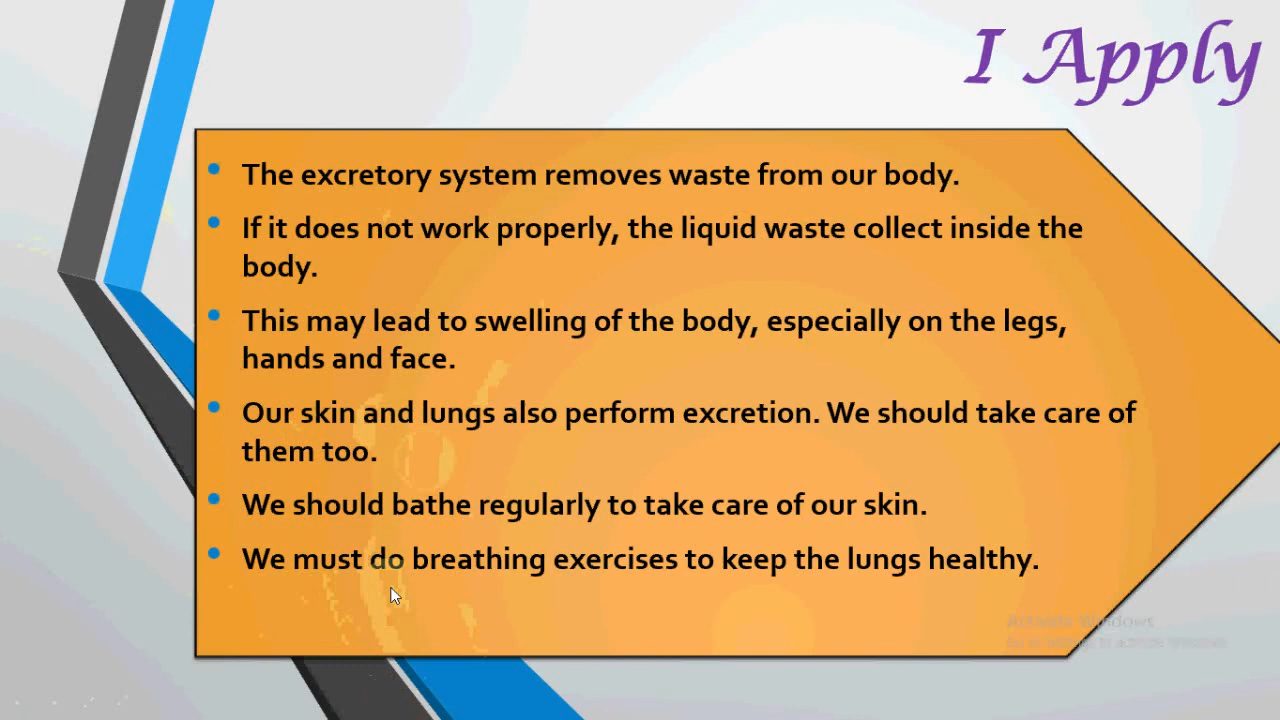 I Apply
• The excretory system removes waste from our body.
• If it does not work properly, the liquid waste collect inside the
body.
• This may lead to swelling of the body, especially on the legs,
hands and face.
• Our skin and lungs also perform excretion. We should take care of
them too.
• We should bathe regularly to take care of our skin.
• We must do breathing exercises to keep the lungs healthy.
Activate Windows